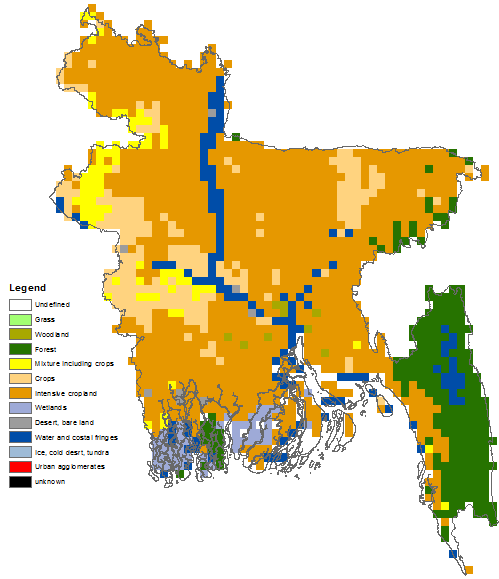 Legend
Undefined
Grass
Woodland
Forest
Mixture including crops
Crops
Intensive cropland
Wetlands
Desert, bare land
Water and costal fringes
Ice, cold desrt, tundra
Urban agglomerates
unknown